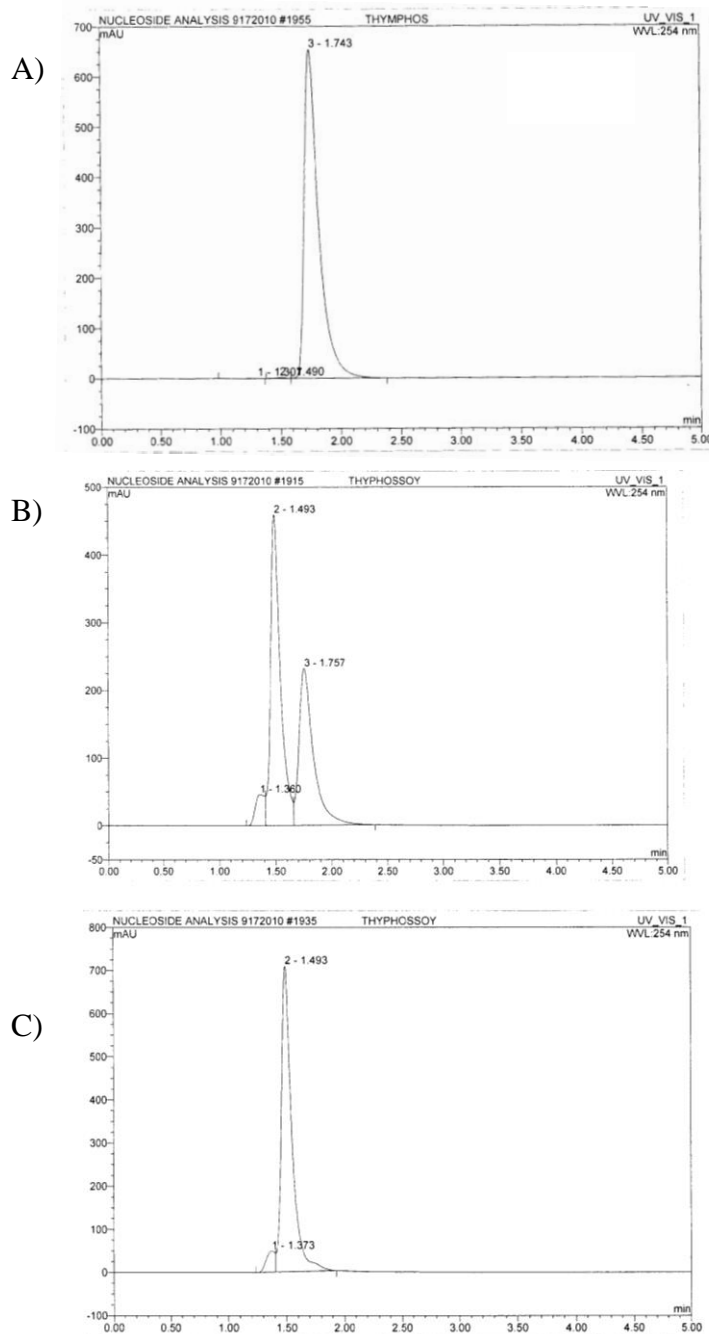 A)
NUCLEOSIDE ANALYSIS 9172010 #1955 THYMPHOS UV_VIS_1
mAU WVL:254 nm
700
600
500
400
300
200
100
0
-100
3 - 1.743
1 -
1.490
min
0.00 0.50 1.00 1.50 2.00 2.50 3.00 3.50 4.00 4.50 5.00
B)
NUCLEOSIDE ANALYSIS 9172010 #1915 THYPHOSSOY UV_VIS_1
mAU WVL:254 nm
500
400
300
200
100
0
-50
2 - 1.493
3 - 1.757
1 - 1.360
min
0.00 0.50 1.00 1.50 2.00 2.50 3.00 3.50 4.00 4.50 5.00
C)
NUCLEOSIDE ANALYSIS 9172010 #1935 THYPHOSSOY UV_VIS_1
mAU WVL:254 nm
800
700
600
500
400
300
200
100
0
-100
2 - 1.493
1 - 1.373
min
0.00 0.50 1.00 1.50 2.00 2.50 3.00 3.50 4.00 4.50 5.00